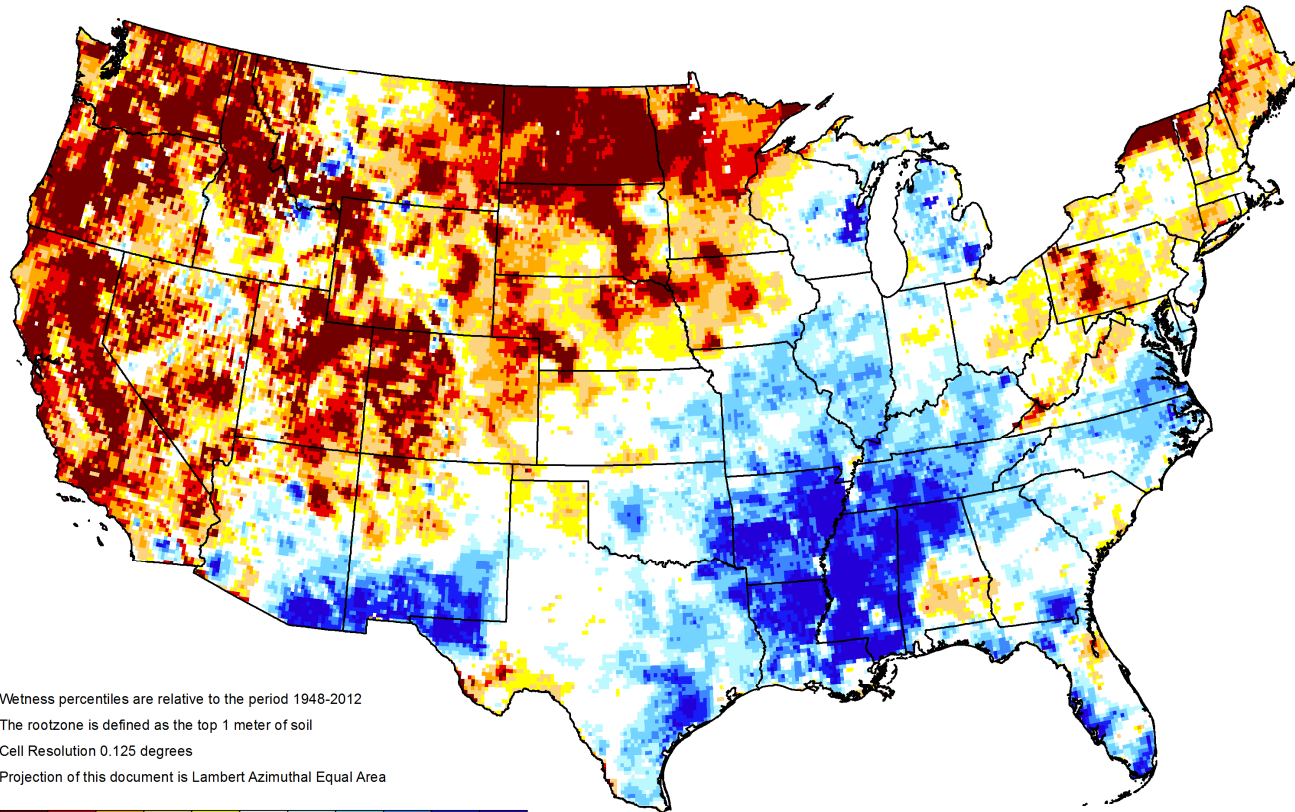 Wetness percentiles are relative to the period 1948-2012
The rootzone is defined as the top 1 meter of soil
Cell Resolution 0.125 degrees
Projection of this document is Lambert Azimuthal Equal Area